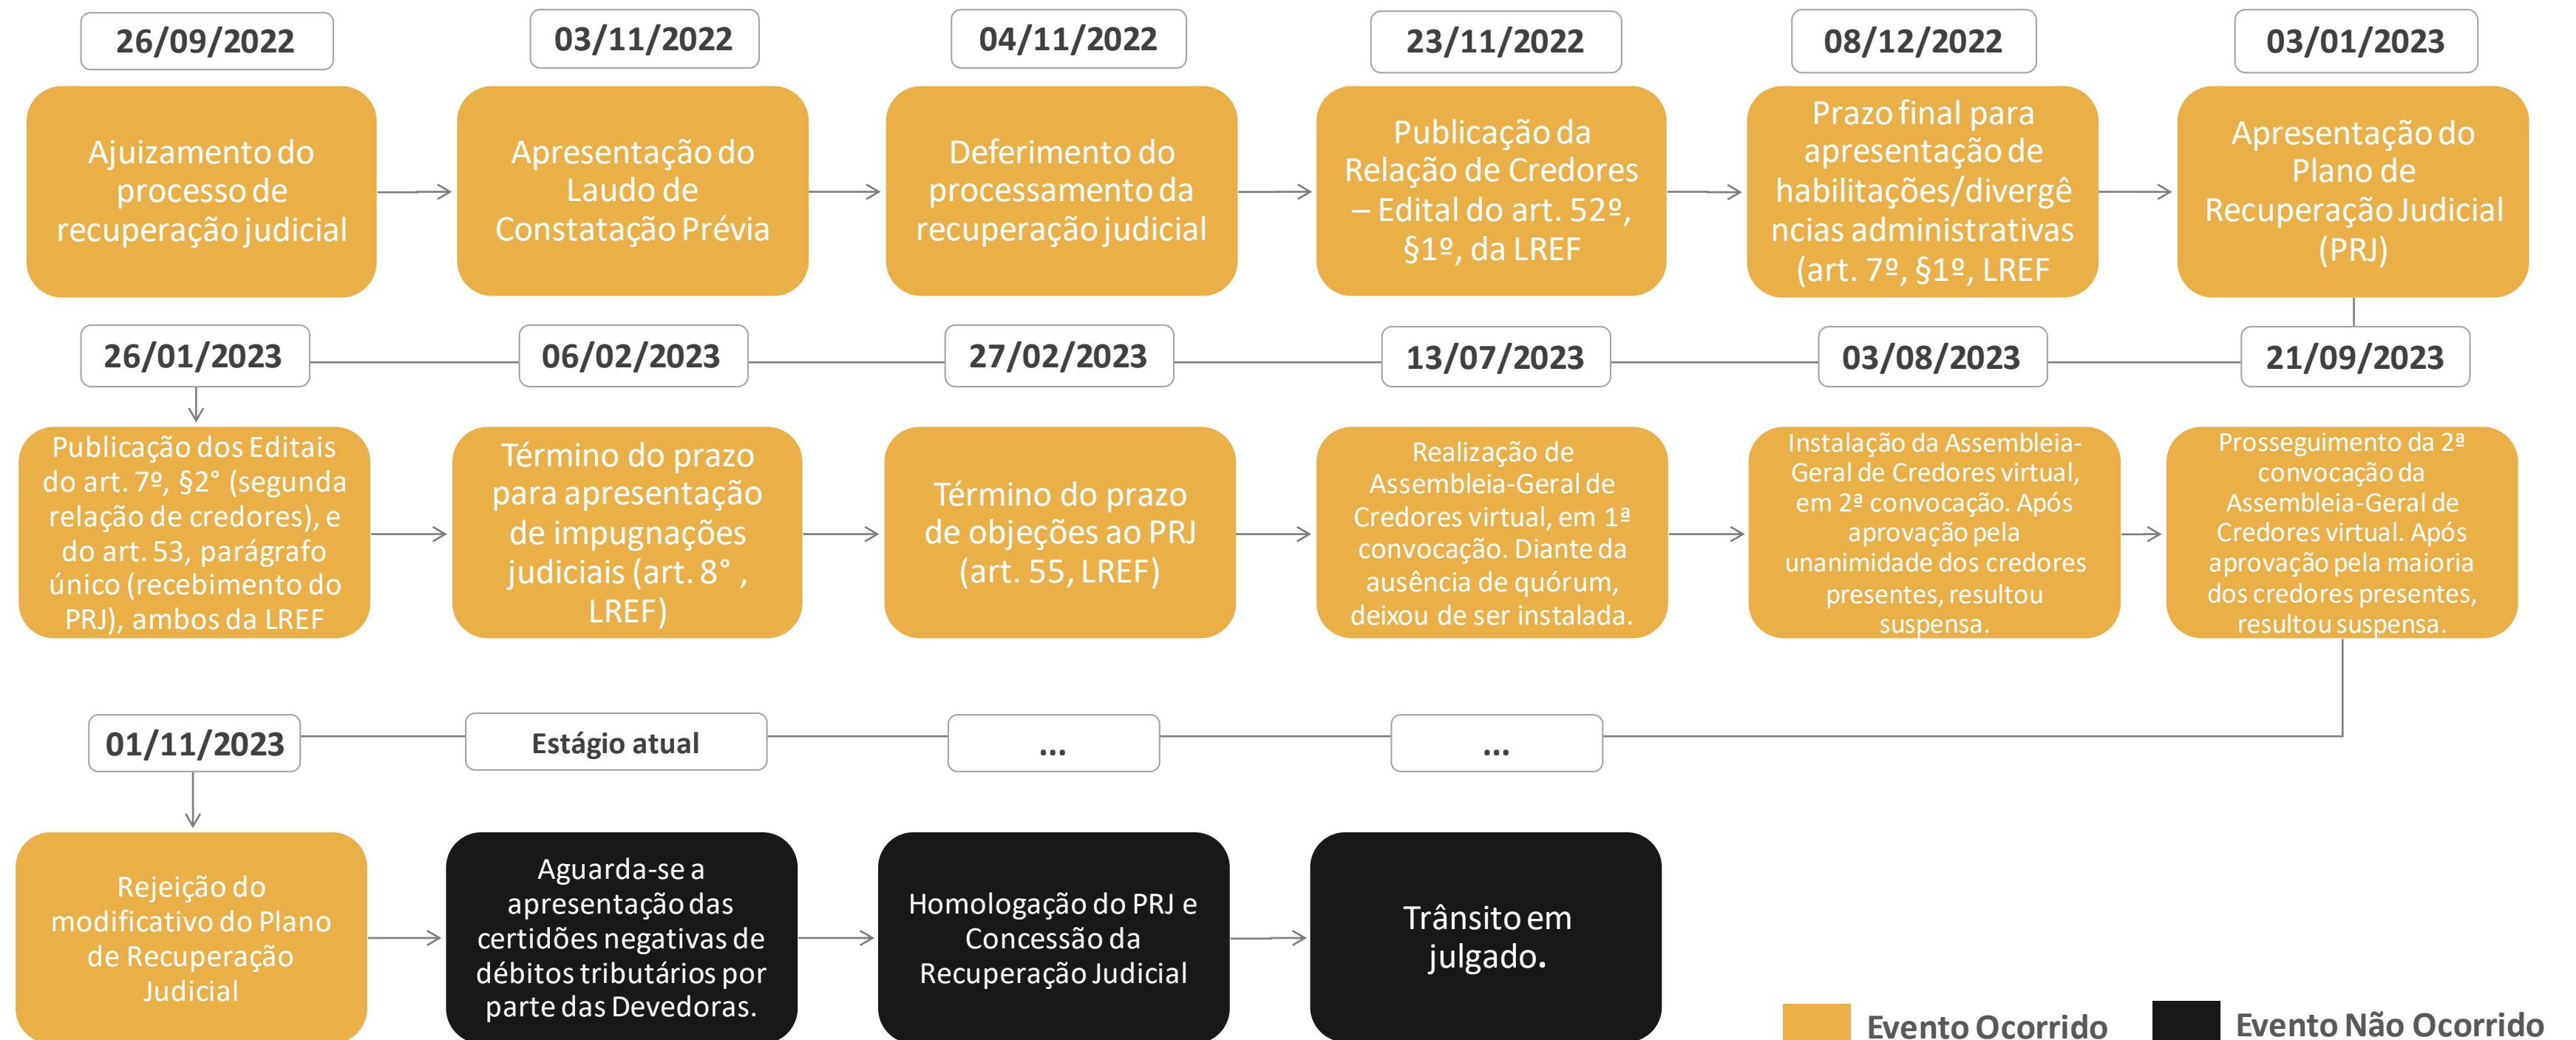 26/09/2022
Ajuizamento do
processo de
recuperação judicial
03/11/2022
Apresentação do
Laudo de
Constatação Prévia
04/11/2022
Deferimento do
processamento da
recuperação judicial
23/11/2022
Publicação da
Relação de Credores
– Edital do art. 52º,
§1º, da LREF
08/12/2022
Prazo final para
apresentação de
habilitações/divergê
ncias administrativas
(art. 7º, §1º, LREF
03/01/2023
Apresentação do
Plano de
Recuperação Judicial
(PRJ)
26/01/2023
Publicação dos Editais
do art. 7º, §2° (segunda
relação de credores), e
do art. 53, parágrafo
único (recebimento do
PRJ), ambos da LREF
06/02/2023
Término do prazo
para apresentação
de impugnações
judiciais (art. 8° ,
LREF)
27/02/2023
Término do prazo
de objeções ao PRJ
(art. 55, LREF)
13/07/2023
Realização de
Assembleia-Geral de
Credores virtual, em 1ª
convocação. Diante da
ausência de quórum,
deixou de ser instalada.
03/08/2023
Instalação da Assembleia-
Geral de Credores virtual,
em 2ª convocação. Após
aprovação pela
unanimidade dos credores
presentes, resultou
suspensa.
21/09/2023
Prosseguimento da 2ª
convocação da
Assembleia-Geral de
Credores virtual. Após
aprovação pela maioria
dos credores presentes,
resultou suspensa.
01/11/2023
Rejeição do
modificativo do Plano
de Recuperação
Judicial
Estágio atual
Aguarda-se a
apresentação das
certidões negativas de
débitos tributários por
parte das Devedoras.
...
Homologação do PRJ e
Concessão da
Recuperação Judicial
...
Trânsito em
julgado.
Evento Ocorrido
Evento Não Ocorrido